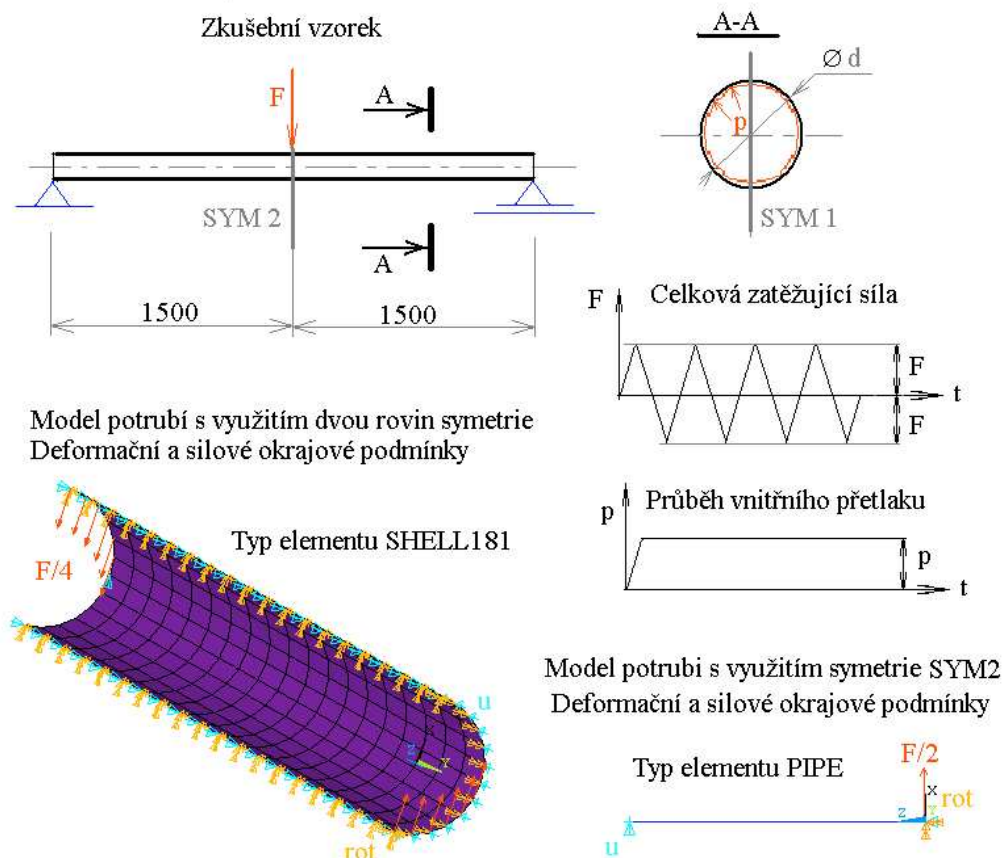 Zkušební vzorek
A-A
F
A
Ø d
p
SYM 2
A
SYM 1
1500
1500
F
Celková zatěžující síla
F
t
F
Model potrubí s využitím dvou rovin symetrie
Deformační a silové okrajové podmínky
p
Průběh vnitřního přetlaku
p
t
Typ elementu SHELL181
F/4
u
Z
Y
rot
Model potrubi s využitím symetrie SYM2
Deformační a silové okrajové podmínky
Typ elementu PIPE
F/2
X
rot
Z
Y
u